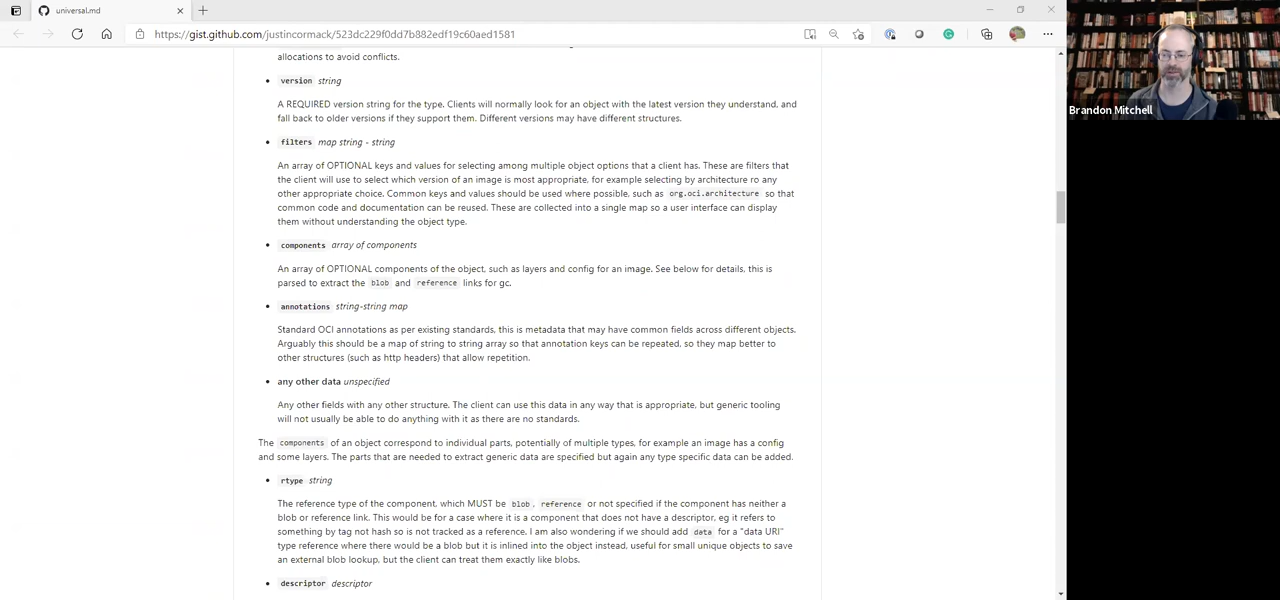 universal.md
https://gist.github.com/justincormack/523dc229f0dd7b882edf19c60aed1581
allocations to avoid conflicts.
version string
A REQUIRED version string for the type. Clients will normally look for an object with the latest version they understand, and
fall back to older versions if they support them. Different versions may have different structures.
filters map string - string
An array of OPTIONAL keys and values for selecting among multiple object options that a client has. These are filters that
the client will use to select which version of an image is most appropriate, for example selecting by architecture ro any
other appropriate choice. Common keys and values should be used where possible, such as org.oci.architecture so that
common code and documentation can be reused. These are collected into a single map so a user interface can display
them without understanding the object type.
components array of components
An array of OPTIONAL components of the object, such as layers and config for an image. See below for details, this is
parsed to extract the blob and reference links for gc.
annotations string-string map
Standard OCI annotations as per existing standards, this is metadata that may have common fields across different objects.
Arguably this should be a map of string to string array so that annotation keys can be repeated, so they map better to
other structures (such as http headers) that allow repetition.
any other data unspecified
Any other fields with any other structure. The client can use this data in any way that is appropriate, but generic tooling
will not usually be able to do anything with it as there are no standards.
The components of an object correspond to individual parts, potentially of multiple types, for example an image has a config
and some layers. The parts that are needed to extract generic data are specified but again any type specific data can be added.
rtype string
The reference type of the component, which MUST be blob, reference or not specified if the component has neither a
blob or reference link. This would be for a case where it is a component that does not have a descriptor, eg it refers to
something by tag not hash so is not tracked as a reference. I am also wondering if we should add data for a "data URI"
type reference where there would be a blob but it is inlined into the object instead, useful for small unique objects to save
an external blob lookup, but the client can treat them exactly like blobs.
descriptor descriptor
Brandon Mitchell